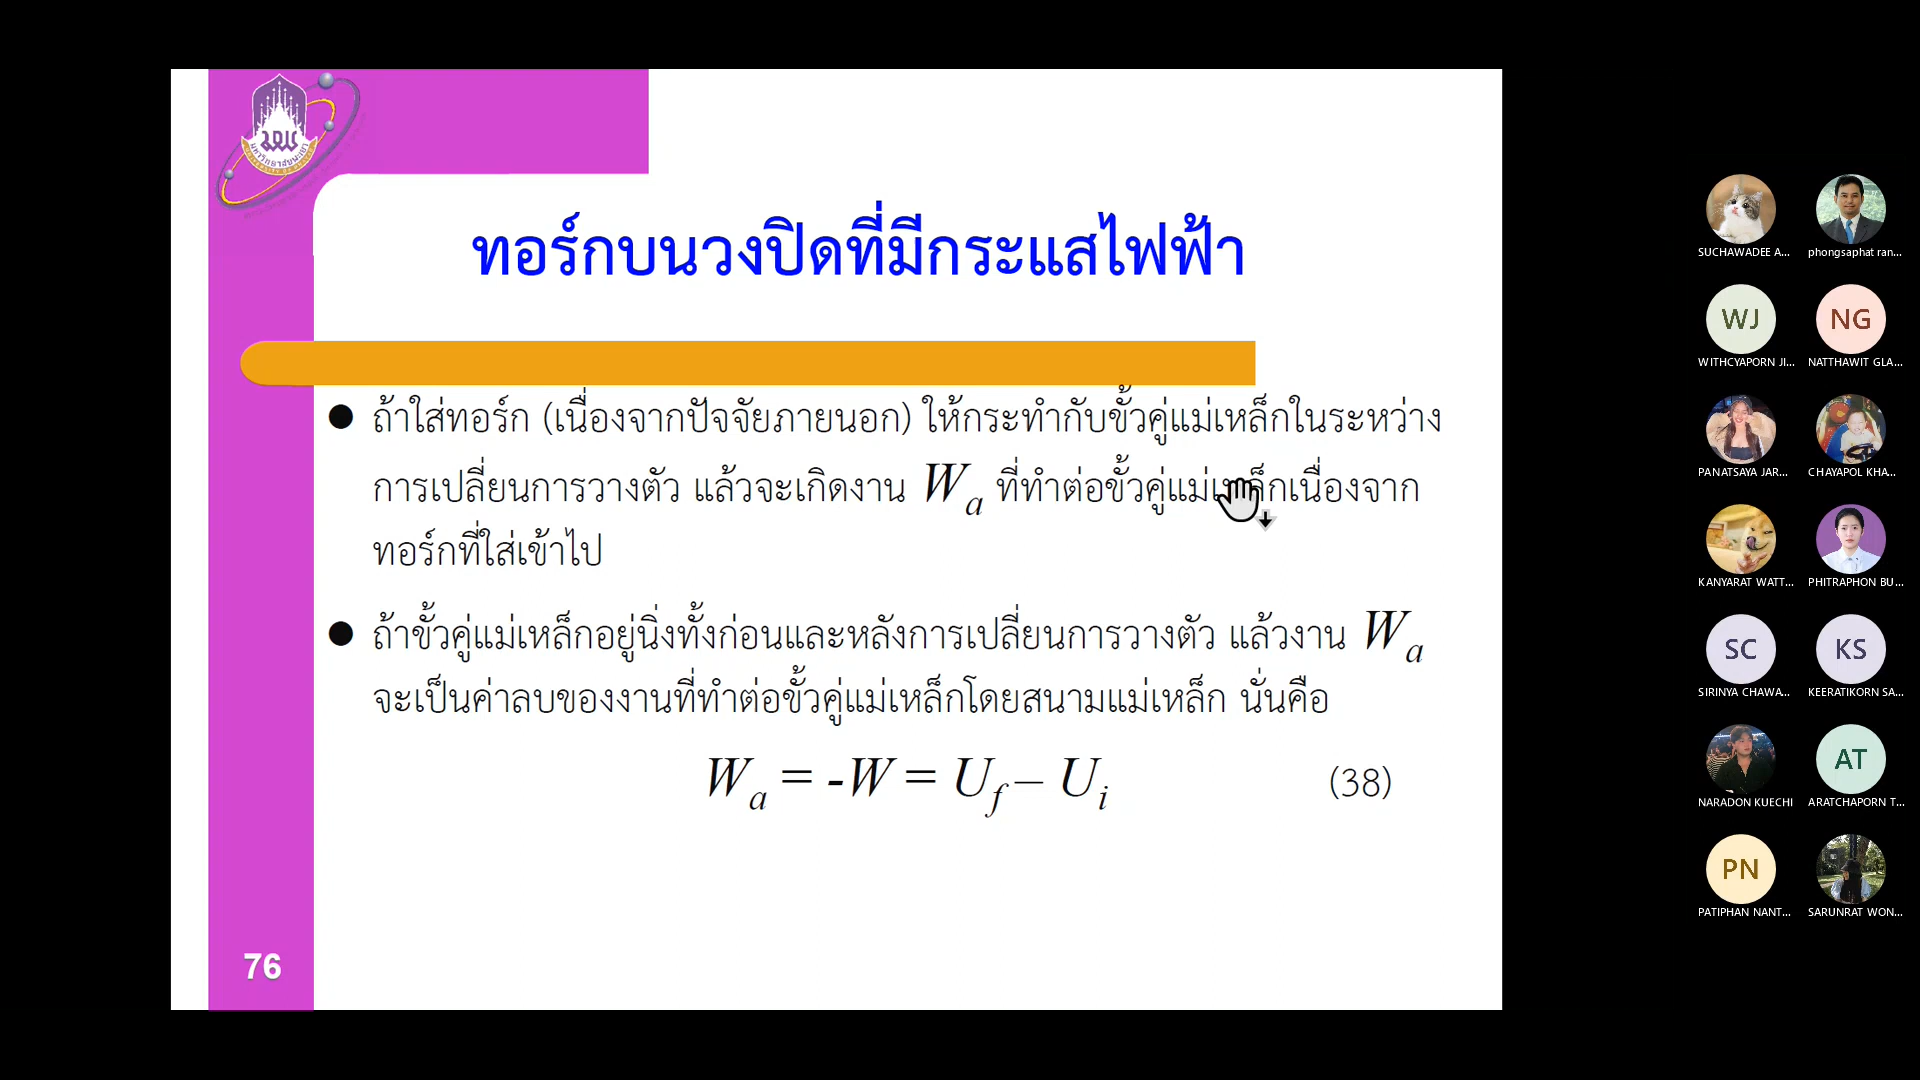 ทอร์กบนวงปิดที่มีกระแสไฟฟ้า
● ถ้าใส่ทอร์ก (เนื่องจากปัจจัยภายนอก) ให้กระทำกับขั้วคู่แม่เหล็กในระหว่าง
การเปลี่ยนการวางตัว แล้วจะเกิดงาน Wa ที่ทำต่อขั้วคู่แม่เหล็กเนื่องจาก
ทอร์กที่ใส่เข้าไป
● ถ้าขั้วคู่แม่เหล็กอยู่นิ่งทั้งก่อนและหลังการเปลี่ยนการวางตัว แล้วงาน Wa
จะเป็นค่าลบของงานที่ทำต่อขั้วคู่แม่เหล็กโดยสนามแม่เหล็ก นั่นคือ
Wa = -W = Uf – Ui (38)
76
SUCHAWADEE A... phongsaphat ran...
WJ NG
WITHCYAPORN JI... NATTHAWIT GLA...
PANATSAYA JAR... CHAYAPOL KHA...
KANYARAT WATT... PHITRAPHON BU...
SC KS
SIRINYA CHAWA... KEERATIKORN SA...
AT
NARADON KUECHI ARATCHAPORN T...
PN
PATIPHAN NANT... SARUNRAT WON...